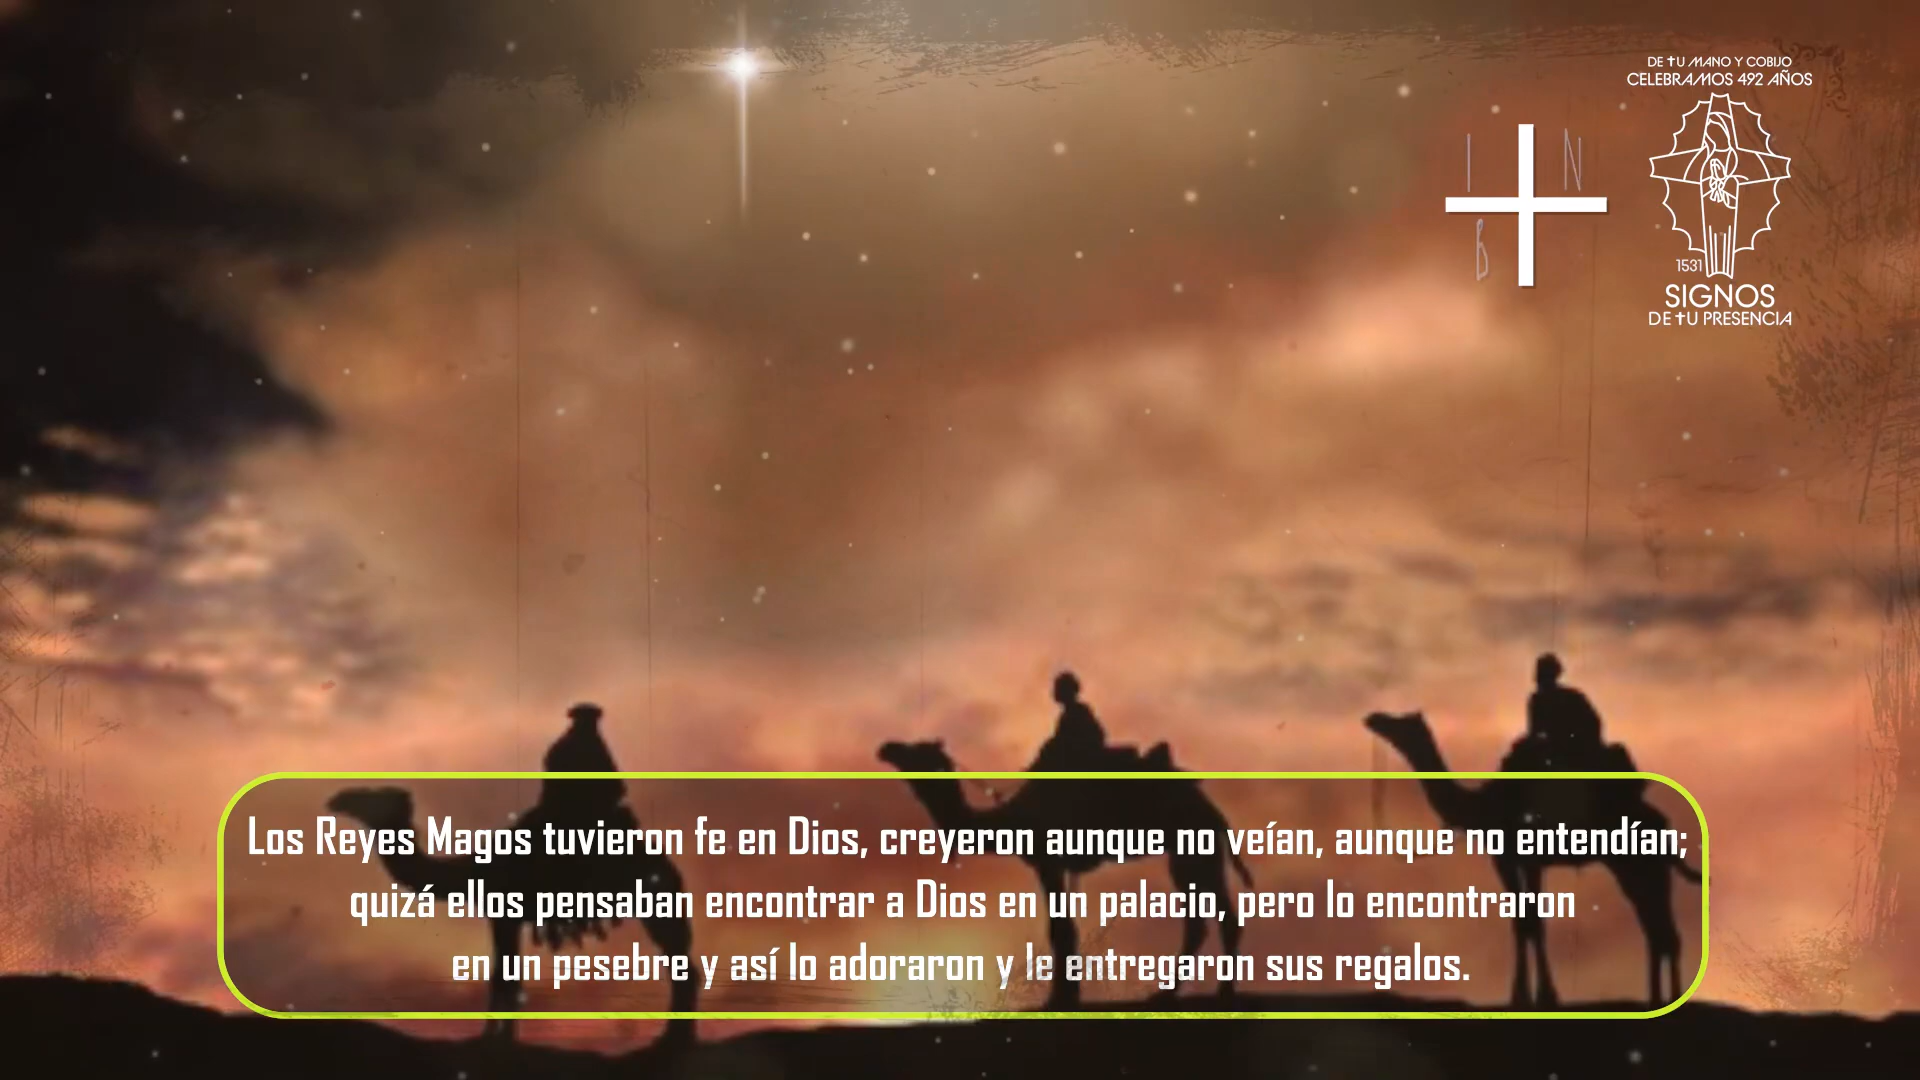 DE TU MANO Y COBIJO
CELEBRAMOS 492 AÑOS
I N
B
1531
SIGNOS
DE TU PRESENCIA
Los Reyes Magos tuvieron fe en Dios, creyeron aunque no veían, aunque no entendían;
quizá ellos pensaban encontrar a Dios en un palacio, pero lo encontraron
en un pesebre y así lo adoraron y le entregaron sus regalos.